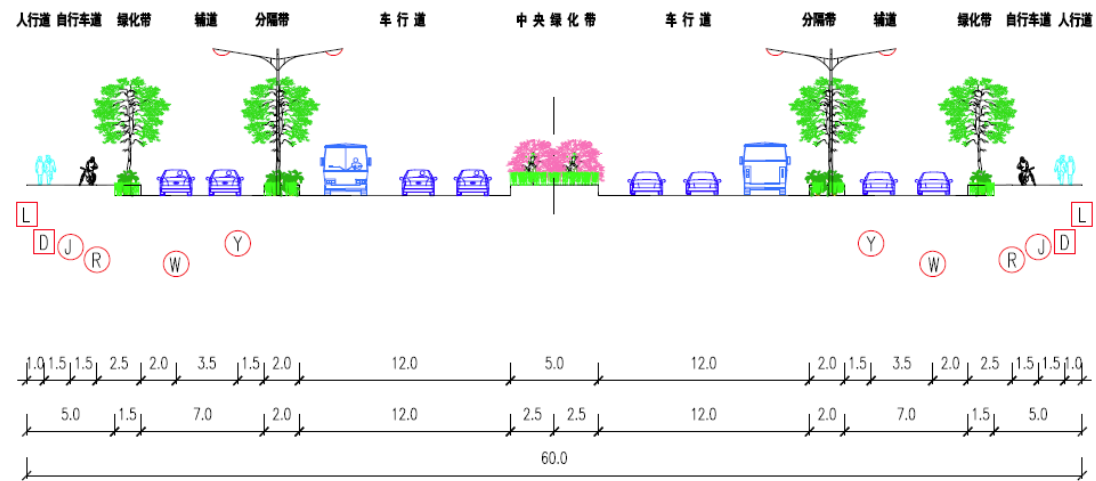 人行道 自行车道 绿化带 辅道 分隔带 车行道 中央绿化带 车行道 分隔带 辅道 绿化带 自行车道 人行道
L D J R W Y Y W R J D L
1.0 1.5 1.5 2.5 2.0 3.5 1.5 2.0 12.0 5.0 12.0 2.0 1.5 3.5 2.0 2.5 1.5 1.5 1.0
5.0 1.5 7.0 2.0 12.0 2.5 2.5 12.0 2.0 7.0 1.5 5.0
60.0